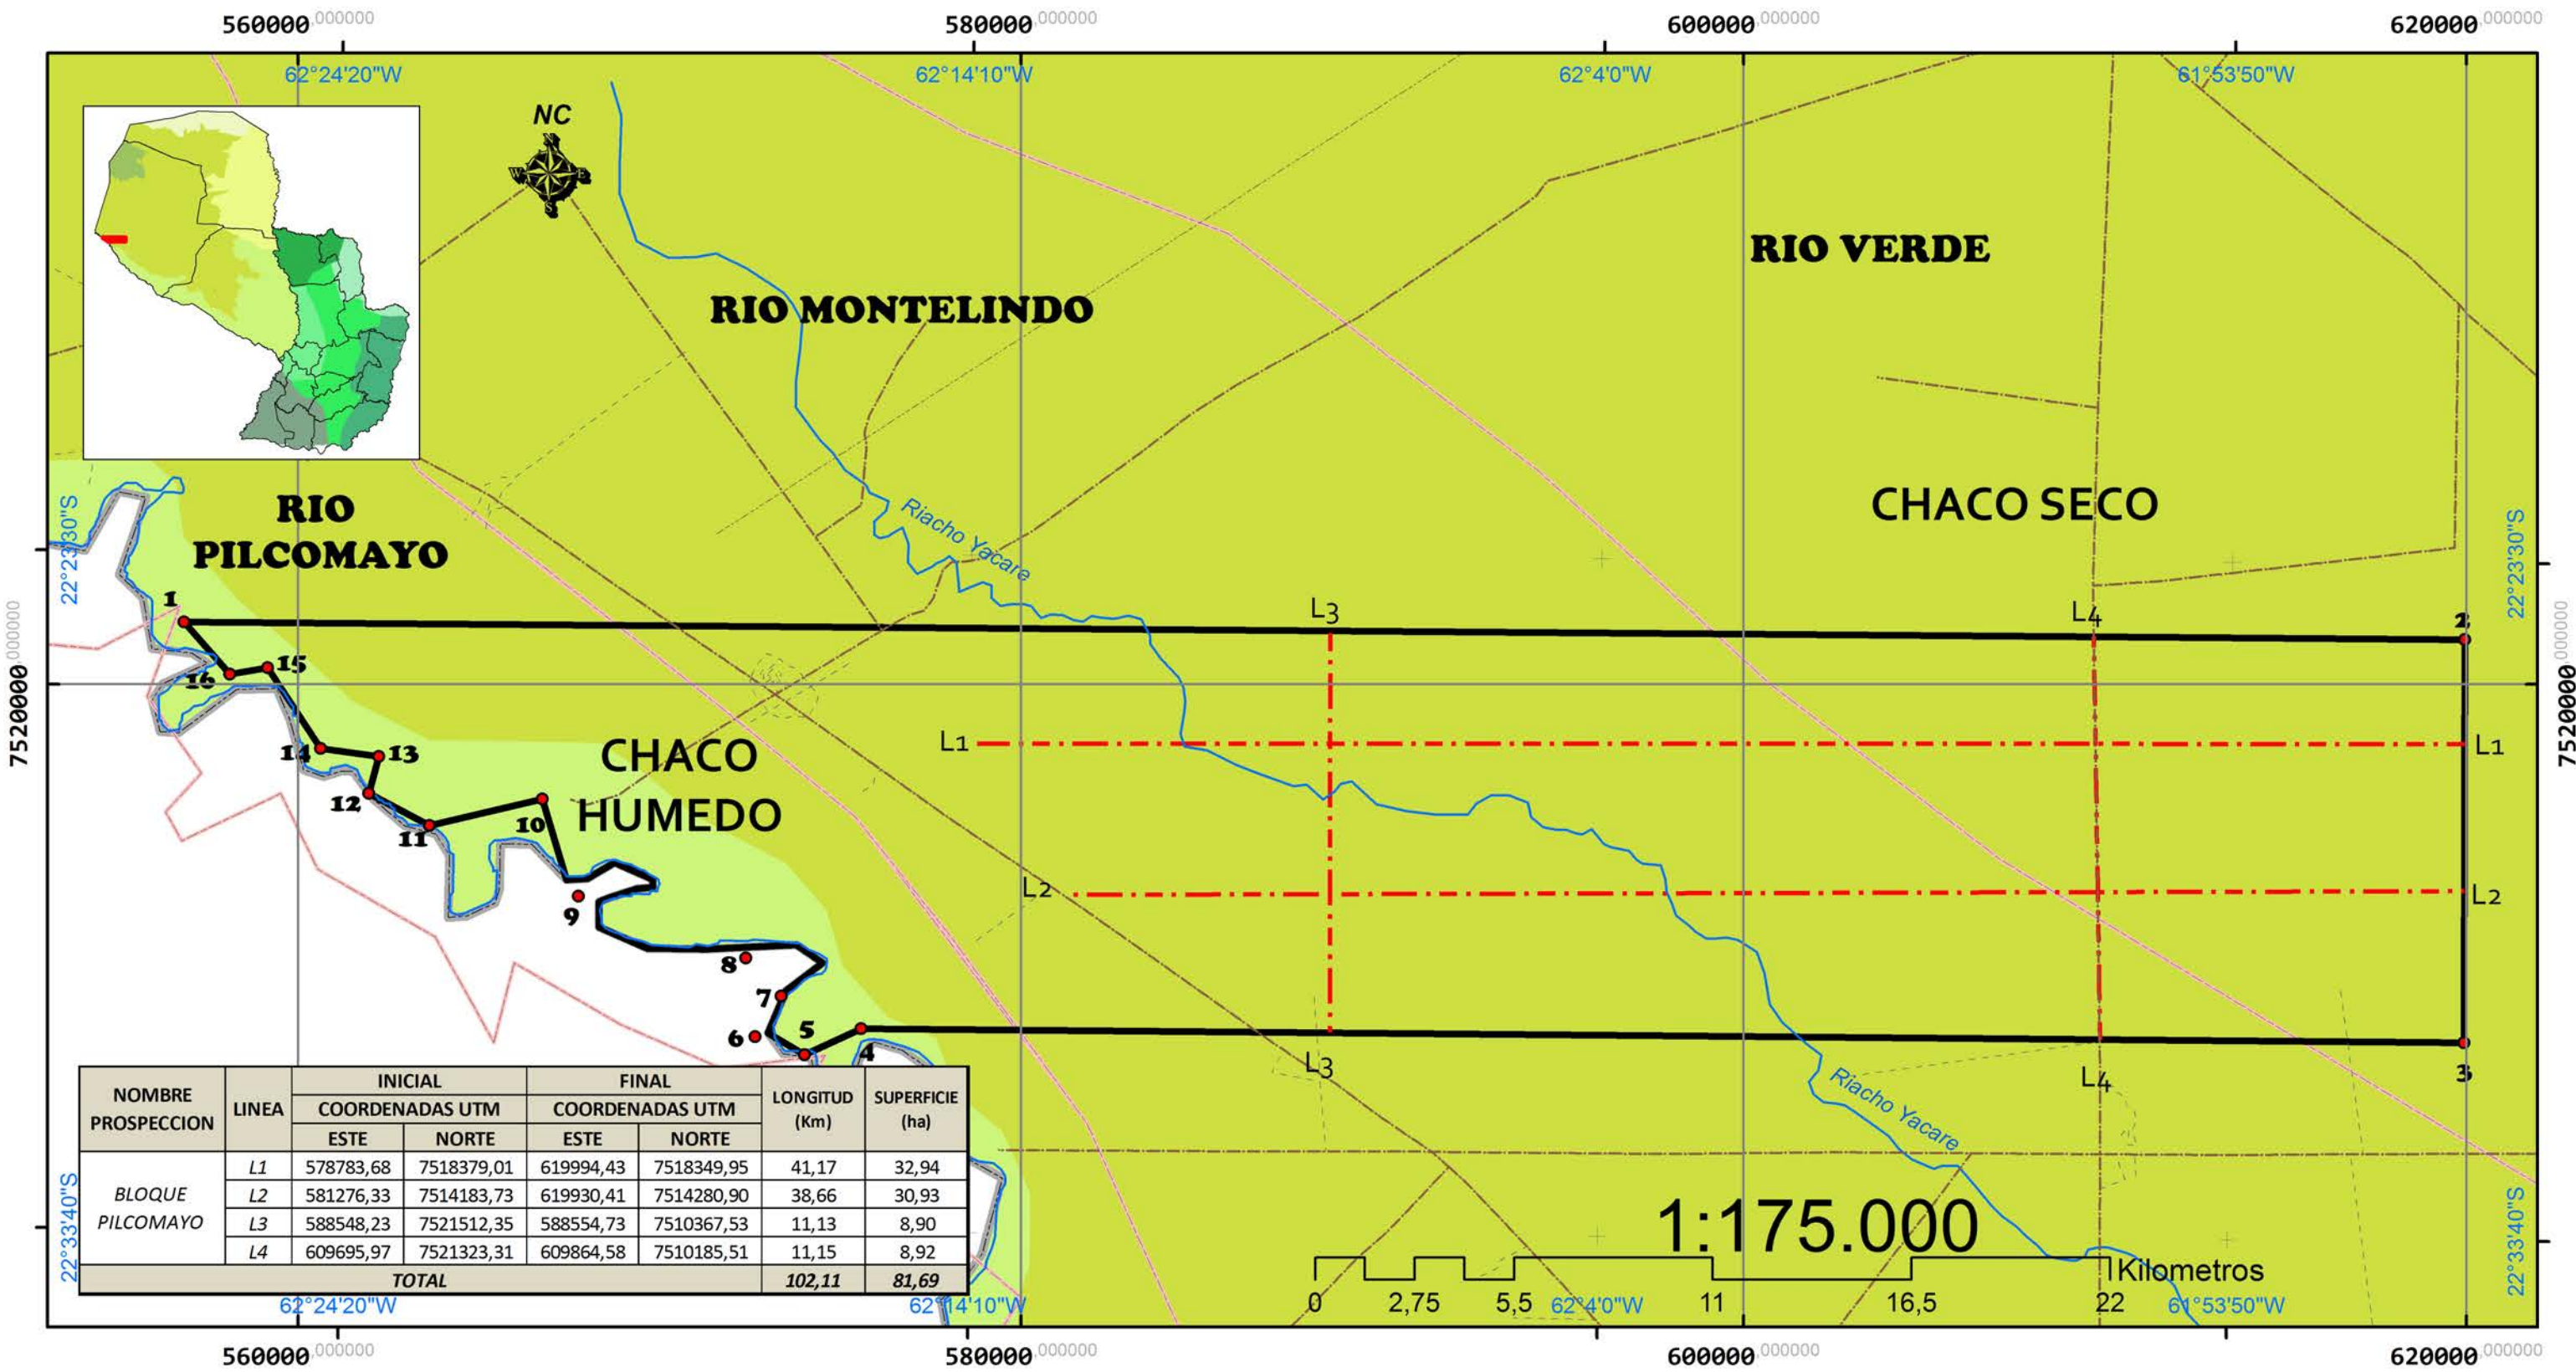 560000,000000 580000,000000 600000,000000 620000,000000
62°24'20"W 62°14'10"W 62°4'0"W 61°53'50"W
NC
N
W E
S
RIO VERDE
RIO MONTELINDO
CHACO SECO
RIO
PILCOMAYO
22°23'30"S
22°23'30"S
Riacho Yacare
1
L3
L4
2
7520000,000000
7520000,000000
15
16
L1
L1
14
13
CHACO
HUMEDO
12
10
11
L2
L2
9
8
7
6
5
4
L3
L4
3
Riacho Yacare
NOMBRE PROSPECCION LINEA INICIAL FINAL LONGITUD (Km) SUPERFICIE (ha)
COORDENADAS UTM COORDENADAS UTM
ESTE NORTE ESTE NORTE
BLOQUE PILCOMAYO
L1 578783,68 7518379,01 619994,43 7518349,95 41,17 32,94
L2 581276,33 7514183,73 619930,41 7514280,90 38,66 30,93
L3 588548,23 7521512,35 588554,73 7510367,53 11,13 8,90
L4 609695,97 7521323,31 609864,58 7510185,51 11,15 8,92
TOTAL 102,11 81,69
22°33'40"S
22°33'40"S
1:175.000
Kilometros
0 2,75 5,5 11 16,5 22
62°24'20"W 62°14'10"W 62°4'0"W 61°53'50"W
560000,000000 580000,000000 600000,000000 620000,000000